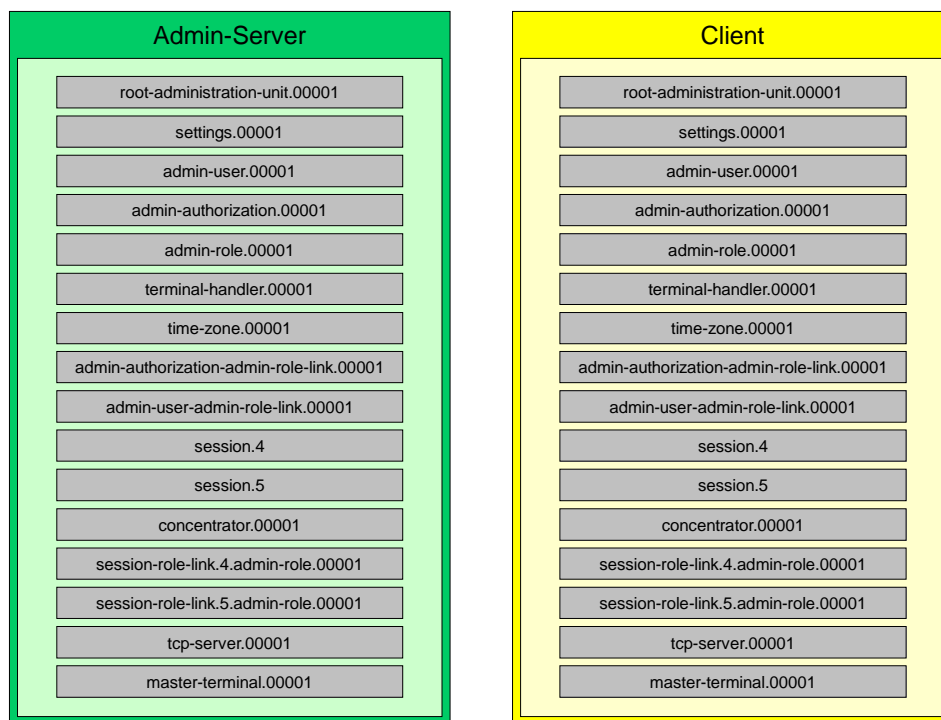 Admin-Server
root-administration-unit.00001
settings.00001
admin-user.00001
admin-authorization.00001
admin-role.00001
terminal-handler.00001
time-zone.00001
admin-authorization-admin-role-link.00001
admin-user-admin-role-link.00001
session.4
session.5
concentrator.00001
session-role-link.4.admin-role.00001
session-role-link.5.admin-role.00001
tcp-server.00001
master-terminal.00001
Client
root-administration-unit.00001
settings.00001
admin-user.00001
admin-authorization.00001
admin-role.00001
terminal-handler.00001
time-zone.00001
admin-authorization-admin-role-link.00001
admin-user-admin-role-link.00001
session.4
session.5
concentrator.00001
session-role-link.4.admin-role.00001
session-role-link.5.admin-role.00001
tcp-server.00001
master-terminal.00001